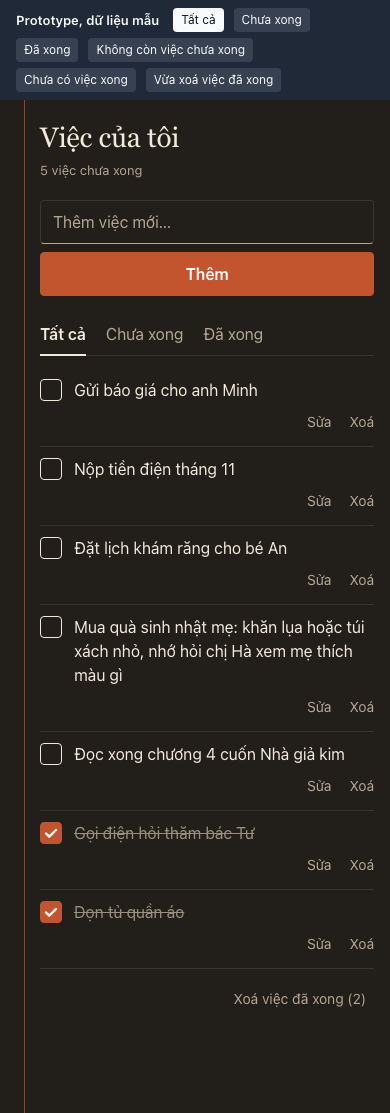 Prototype, dữ liệu mẫu Tất cả Chưa xong
Đã xong Không còn việc chưa xong
Chưa có việc xong Vừa xoá việc đã xong
Việc của tôi
5 việc chưa xong
Thêm việc mới...
Thêm
Tất cả Chưa xong Đã xong
Gửi báo giá cho anh Minh
Sửa Xoá
Nộp tiền điện tháng 11
Sửa Xoá
Đặt lịch khám răng cho bé An
Sửa Xoá
Mua quà sinh nhật mẹ: khăn lụa hoặc túi
xách nhỏ, nhớ hỏi chị Hà xem mẹ thích
màu gì
Sửa Xoá
Đọc xong chương 4 cuốn Nhà giả kim
Sửa Xoá
Gọi điện hỏi thăm bác Tư
Sửa Xoá
Dọn tủ quần áo
Sửa Xoá
Xoá việc đã xong (2)